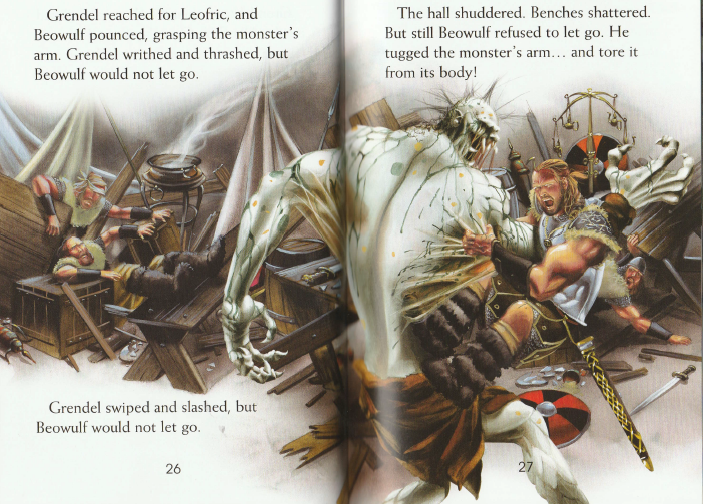 Grendel reached for Leofric, and
Beowulf pounced, grasping the monster's
arm. Grendel writhed and thrashed, but
Beowulf would not let go.
Grendel swiped and slashed, but
Beowulf would not let go.
26
The hall shuddered. Benches shattered.
But still Beowulf refused to let go. He
tugged the monster's arm… and tore it
from its body!
27